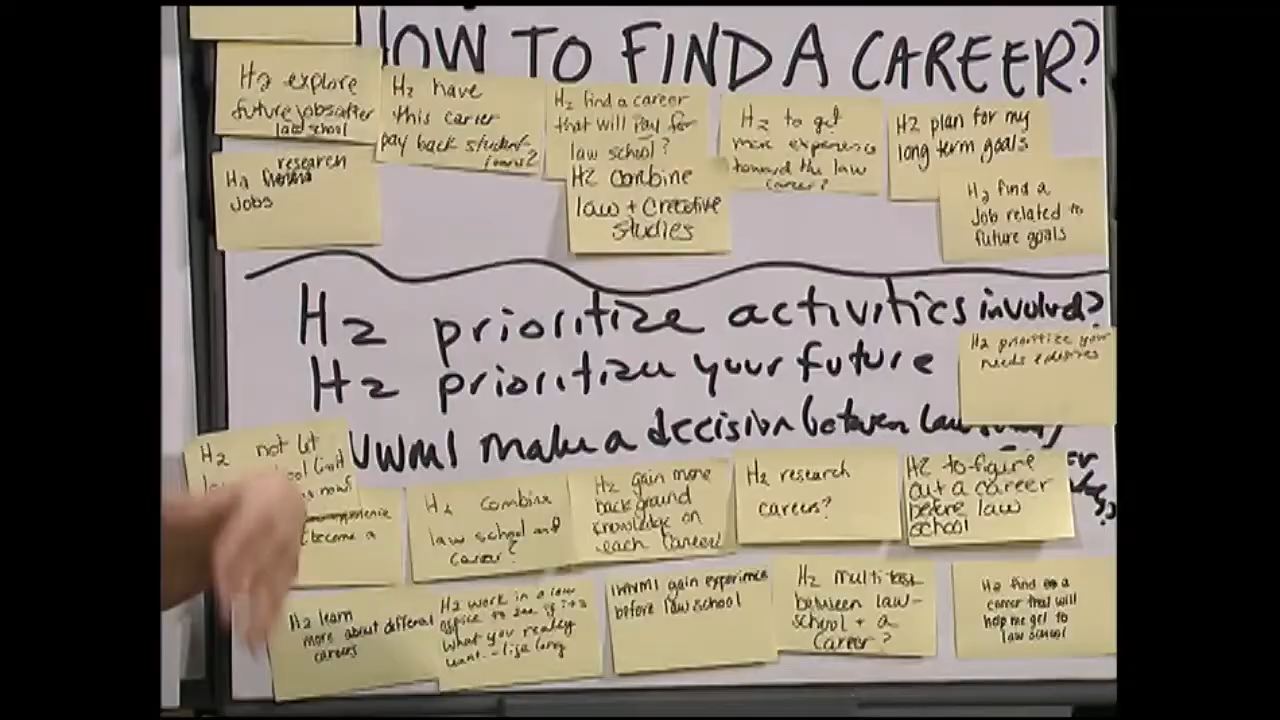 HOW TO FIND A CAREER?
H2 explore
future jobs after
law school
H2 have
this carrer
pay back student
loans?
H2 find a career
that will pay for
law school?
H2 to get
more experience
toward the law
career?
H2 plan for my
long term goals
research
H2
Jobs
H2 combine
law + Creative
studies
H2 find a
Job related to
future goals
H2 prioritize activities involved?
H2 prioritize your future
H2 prioritize your
needs & desires
WWMI make a decision between law
H2 not let
H2 combine
law school and
career?
H2 gain more
background
knowledge on
each Career?
H2 research
careers?
H2 to figure
out a career
before law
school
become a
H2 learn
more about different
careers
H2 work in a law
office to see if it's
what you really
want - lisa long
IWWMI gain experience
before law school
H2 multitask
between law-
school + a
Career?
H2 find a
career that will
help me get to
law school